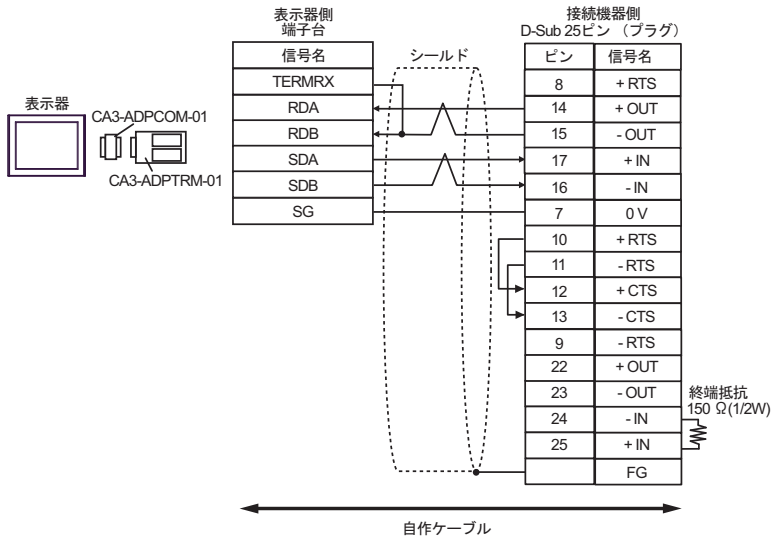 表示器側
端子台
接続機器側
D-Sub 25ピン （プラグ）
信号名
シールド
ピン 信号名
TERMRX
8 + RTS
表示器
CA3-ADPCOM-01
RDA
14 + OUT
RDB
15 - OUT
SDA
17 + IN
CA3-ADPTRM-01
SDB
16 - IN
SG
7 0 V
10 + RTS
11 - RTS
12 + CTS
13 - CTS
9 - RTS
22 + OUT
23 - OUT
終端抵抗
150 Ω(1/2W)
24 - IN
25 + IN
FG
自作ケーブル